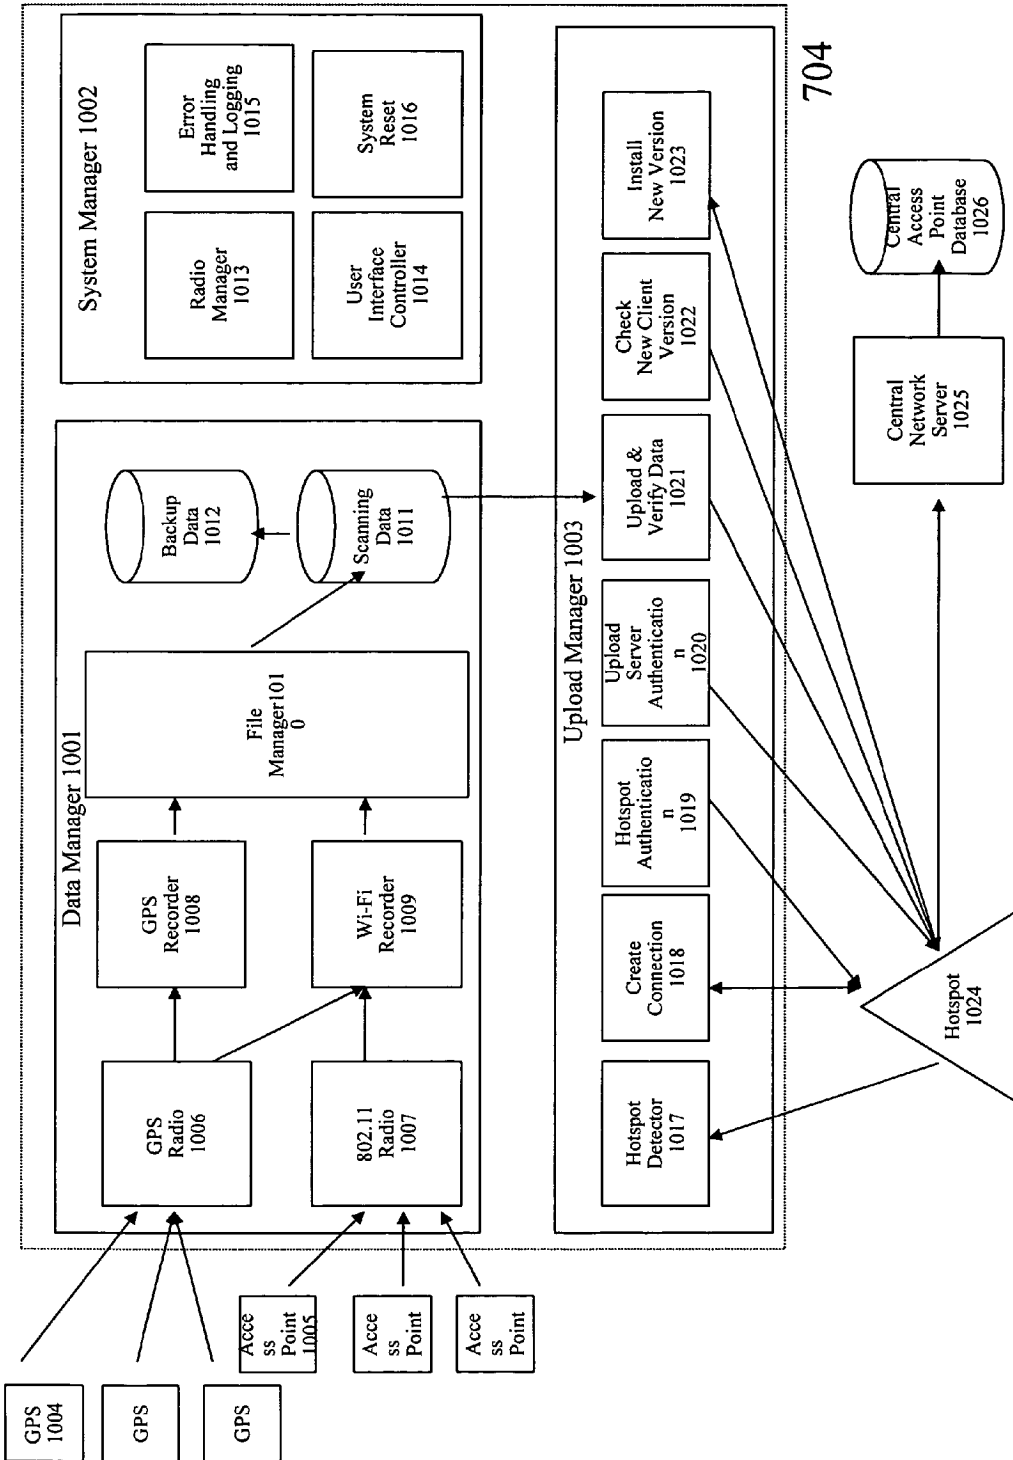 GPS
1004
GPS
GPS
Acce
ss
Point
1005
Acce
ss
Point
Acce
ss
Point
Data Manager 1001
GPS
Radio
1006
802.11
Radio
1007
GPS
Recorder
1008
Wi-Fi
Recorder
1009
File
Manager101
0
Backup
Data
1012
Scanning
Data
1011
System Manager 1002
Radio
Manager
1013
Error
Handling
and Logging
1015
User
Interface
Controller
1014
System
Reset
1016
Upload Manager 1003
Hotspot
Detector
1017
Create
Connection
1018
Hotspot
Authenticatio
n
1019
Upload
Server
Authenticatio
n
1020
Upload &
Verify Data
1021
Check
New Client
Version
1022
Install
New Version
1023
704
Hotspot
1024
Central
Network
Server
1025
Central
Access
Point
Database
1026